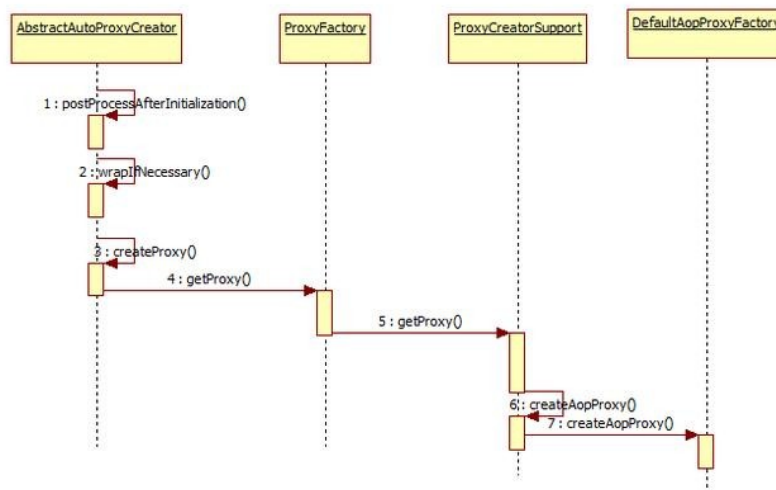 AbstractAutoProxyCreator
ProxyFactory
ProxyCreatorSupport
DefaultAopProxyFactory
1 : postProcessAfterInitialization()
2 : wrapIfNecessary()
3 : createProxy()
4 : getProxy()
5 : getProxy()
6 : createAopProxy()
7 : createAopProxy()